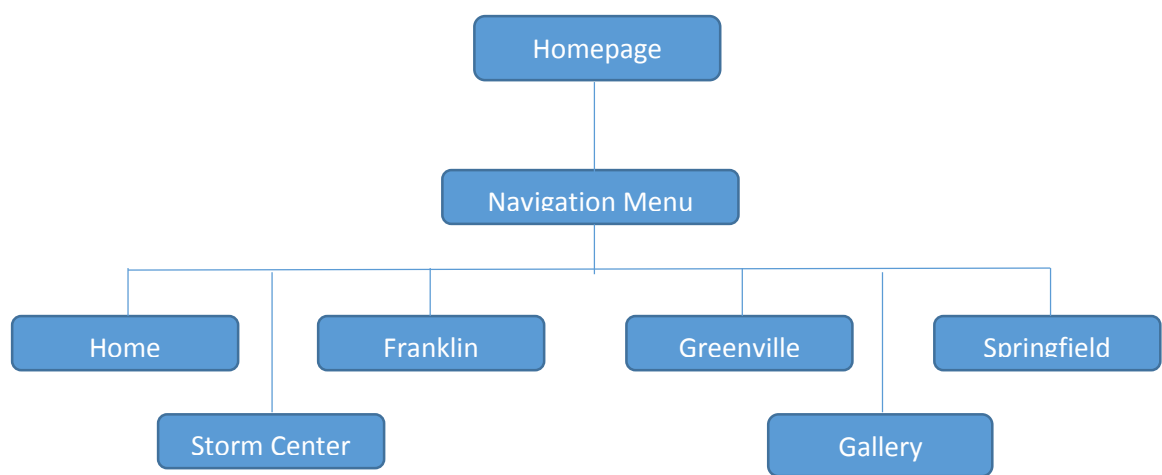 Homepage
Navigation Menu
Home
Franklin
Greenville
Springfield
Storm Center
Gallery